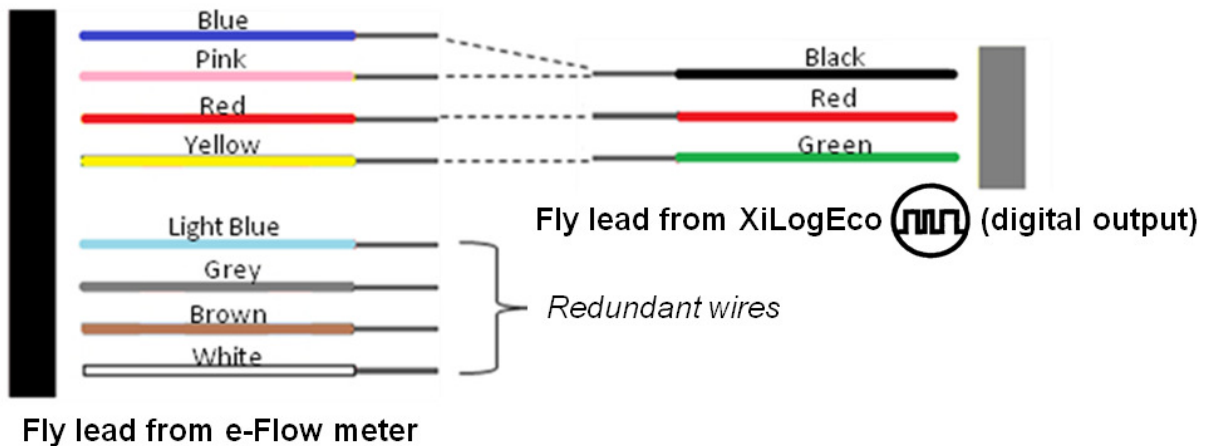 Blue
Pink
Red
Yellow
Black
Red
Green
Fly lead from XiLogEco (digital output)
Light Blue
Grey
Brown
White
Redundant wires
Fly lead from e-Flow meter